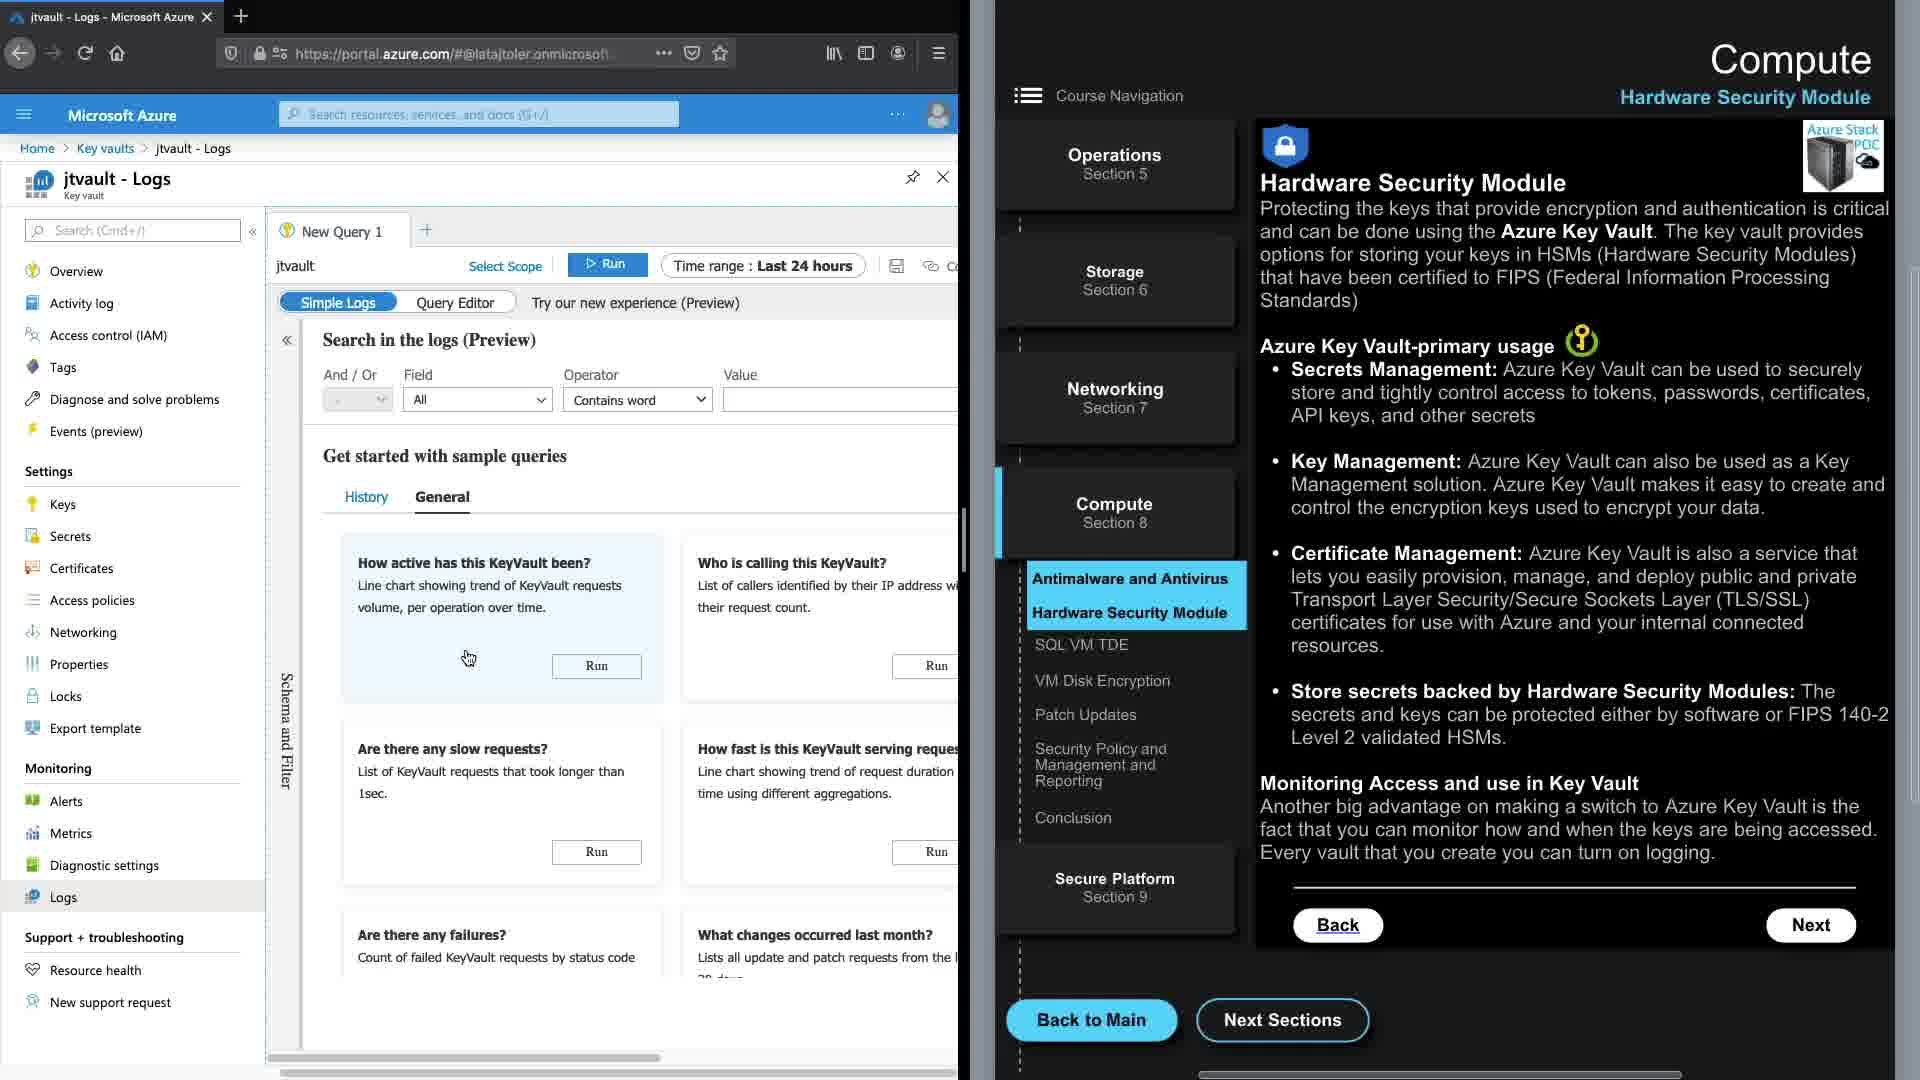 jtvault - Logs - Microsoft Azure
https://portal.azure.com/#@latajtoler.onmicrosoft
Microsoft Azure
Search resources, services, and docs (G+/)
Home > Key vaults > jtvault - Logs
jtvault - Logs
Key vault
Search (Cmd+/)
Overview
Activity log
Access control (IAM)
Tags
Diagnose and solve problems
Events (preview)
Settings
Keys
Secrets
Certificates
Access policies
Networking
Properties
Locks
Export template
Monitoring
Alerts
Metrics
Diagnostic settings
Logs
Support + troubleshooting
Resource health
New support request
New Query 1
jtvault
Select Scope
Run
Time range : Last 24 hours
Co
Simple Logs
Query Editor
Try our new experience (Preview)
Schema and Filter
Search in the logs (Preview)
And / Or
Field
Operator
Value
All
Contains word
Get started with sample queries
History
General
How active has this KeyVault been?
Line chart showing trend of KeyVault requests
volume, per operation over time.
Run
Who is calling this KeyVault?
List of callers identified by their IP address wi
their request count.
Run
Are there any slow requests?
List of KeyVault requests that took longer than
1sec.
Run
How fast is this KeyVault serving reques
Line chart showing trend of request duration
time using different aggregations.
Run
Are there any failures?
Count of failed KeyVault requests by status code
What changes occurred last month?
Lists all update and patch requests from the l
Compute
Hardware Security Module
Course Navigation
Operations
Section 5
Storage
Section 6
Networking
Section 7
Compute
Section 8
Antimalware and Antivirus
Hardware Security Module
SQL VM TDE
VM Disk Encryption
Patch Updates
Security Policy and
Management and
Reporting
Conclusion
Secure Platform
Section 9
Back to Main
Next Sections
Azure Stack
POC
Hardware Security Module
Protecting the keys that provide encryption and authentication is critical
and can be done using the Azure Key Vault. The key vault provides
options for storing your keys in HSMs (Hardware Security Modules)
that have been certified to FIPS (Federal Information Processing
Standards)
Azure Key Vault-primary usage
• Secrets Management: Azure Key Vault can be used to securely
store and tightly control access to tokens, passwords, certificates,
API keys, and other secrets
• Key Management: Azure Key Vault can also be used as a Key
Management solution. Azure Key Vault makes it easy to create and
control the encryption keys used to encrypt your data.
• Certificate Management: Azure Key Vault is also a service that
lets you easily provision, manage, and deploy public and private
Transport Layer Security/Secure Sockets Layer (TLS/SSL)
certificates for use with Azure and your internal connected
resources.
• Store secrets backed by Hardware Security Modules: The
secrets and keys can be protected either by software or FIPS 140-2
Level 2 validated HSMs.
Monitoring Access and use in Key Vault
Another big advantage on making a switch to Azure Key Vault is the
fact that you can monitor how and when the keys are being accessed.
Every vault that you create you can turn on logging.
Back
Next